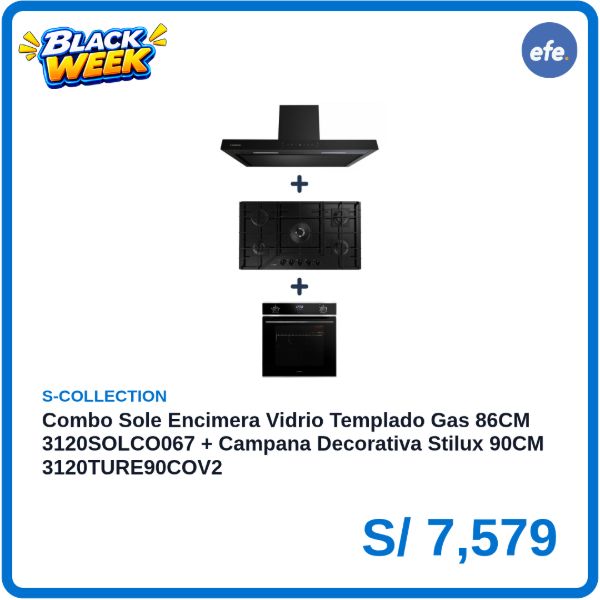 BLACK
WEEK
efe.
S-COLLECTION
Combo Sole Encimera Vidrio Templado Gas 86CM
3120SOLCO067 + Campana Decorativa Stilux 90CM
3120TURE90COV2
S/ 7,579